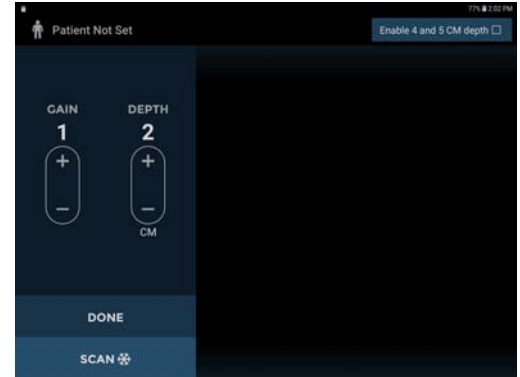 77% 2:02 PM
Patient Not Set
Enable 4 and 5 CM depth
GAIN DEPTH
1 2
+ +
− −
CM
DONE
SCAN